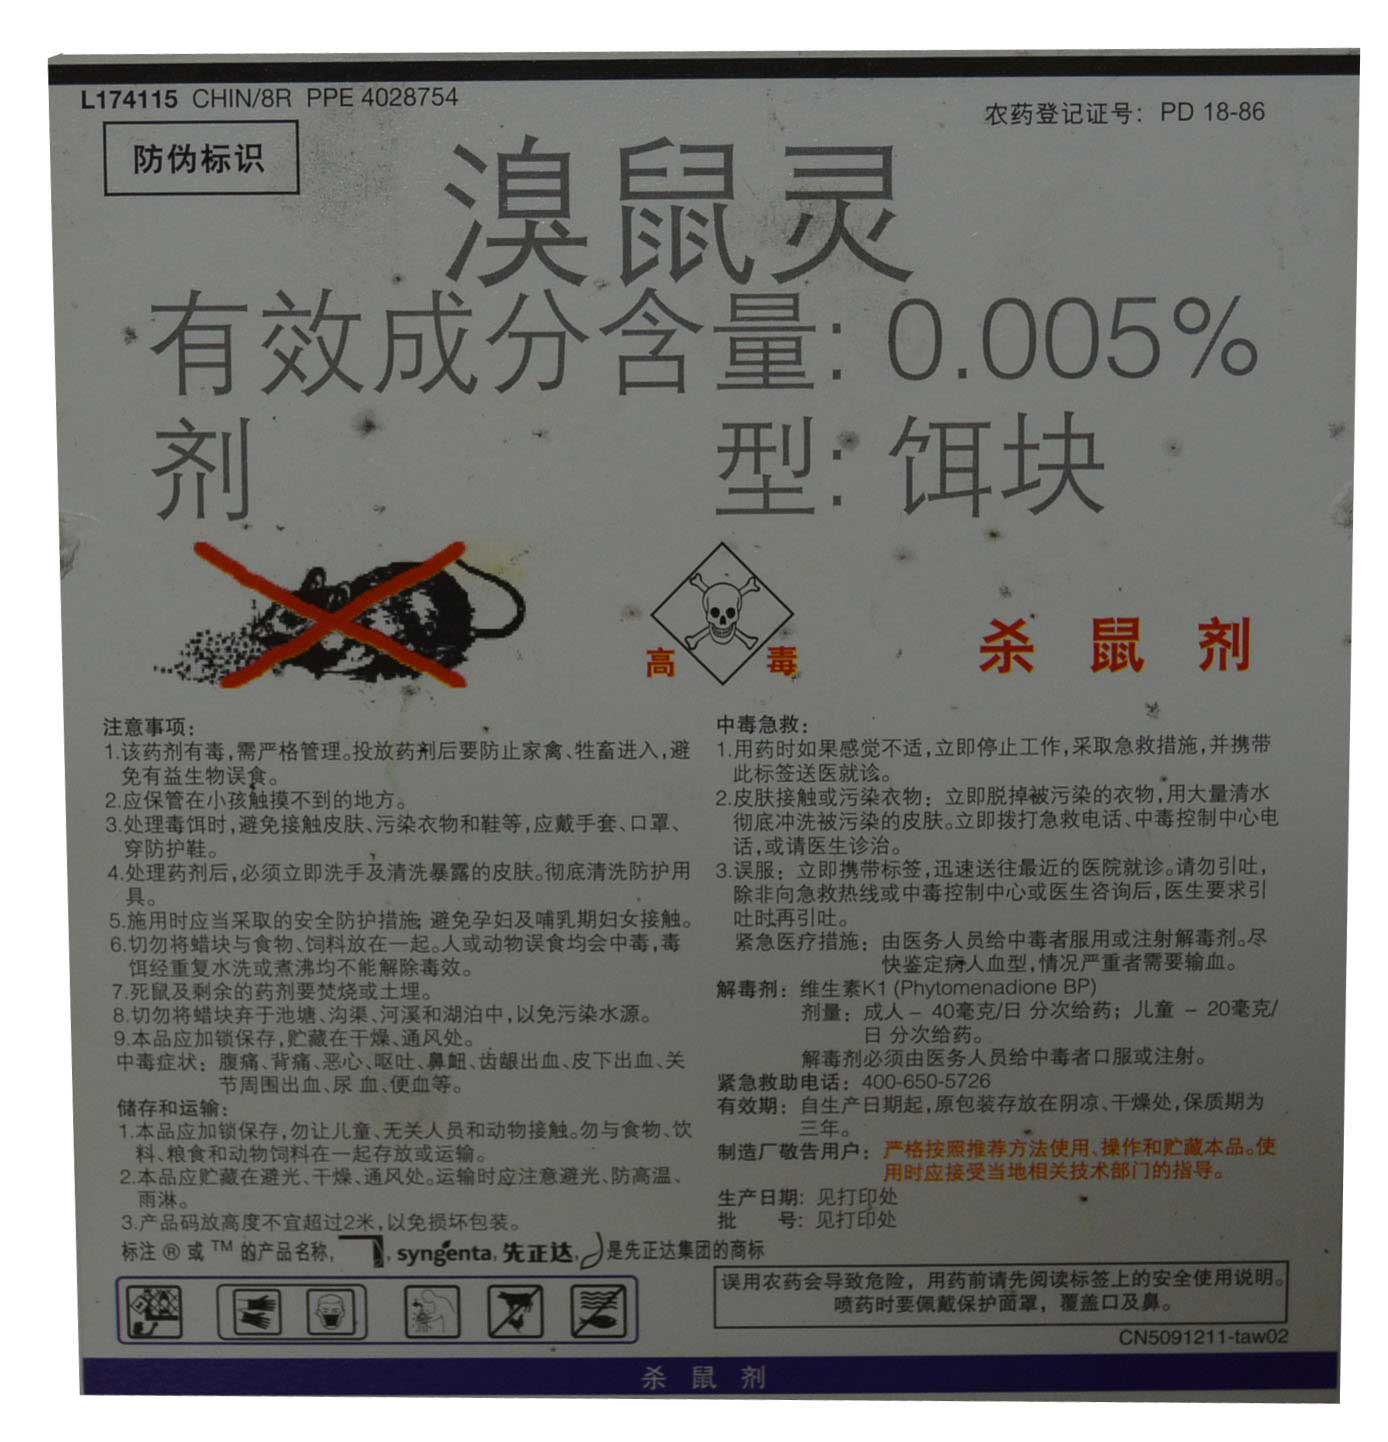 L174115 CHIN/8R PPE 4028754
农药登记证号: PD 18-86
防伪标识
溴鼠灵
有效成分含量: 0.005%
剂 型: 饵块
高 毒
杀 鼠 剂
注意事项:
1.该药剂有毒,需严格管理。投放药剂后要防止家禽、牲畜进入,避
免有益生物误食。
2.应保管在小孩触摸不到的地方。
3.处理毒饵时,避免接触皮肤、污染衣物和鞋等,应戴手套、口罩、
穿防护鞋。
4.处理药剂后,必须立即洗手及清洗暴露的皮肤。彻底清洗防护用
具。
5.施用时应当采取的安全防护措施; 避免孕妇及哺乳期妇女接触。
6.切勿将蜡块与食物、饲料放在一起。人或动物误食均会中毒,毒
饵经重复水洗或煮沸均不能解除毒效。
7.死鼠及剩余的药剂要焚烧或土埋。
8.切勿将蜡块弃于池塘、沟渠、河溪和湖泊中,以免污染水源。
9.本品应加锁保存,贮藏在干燥、通风处。
中毒症状: 腹痛、背痛、恶心、呕吐、鼻衄、齿龈出血、皮下出血、关
节周围出血、尿 血、便血等。
储存和运输:
1.本品应加锁保存,勿让儿童、无关人员和动物接触。勿与食物、饮
料、粮食和动物饲料在一起存放或运输。
2.本品应贮藏在避光、干燥、通风处。运输时应注意避光、防高温、
雨淋。
3.产品码放高度不宜超过2米,以免损坏包装。
标注 ® 或 ™ 的产品名称, , syngenta, 先正达, 是先正达集团的商标
中毒急救:
1.用药时如果感觉不适,立即停止工作,采取急救措施,并携带
此标签送医就诊。
2.皮肤接触或污染衣物: 立即脱掉被污染的衣物,用大量清水
彻底冲洗被污染的皮肤。立即拨打急救电话、中毒控制中心电
话,或请医生诊治。
3.误服: 立即携带标签,迅速送往最近的医院就诊。请勿引吐,
除非向急救热线或中毒控制中心或医生咨询后,医生要求引
吐时再引吐。
紧急医疗措施: 由医务人员给中毒者服用或注射解毒剂。尽
快鉴定病人血型,情况严重者需要输血。
解毒剂: 维生素K1 (Phytomenadione BP)
剂量: 成人 – 40毫克/日 分次给药; 儿童 – 20毫克/
日 分次给药。
解毒剂必须由医务人员给中毒者口服或注射。
紧急救助电话: 400-650-5726
有效期: 自生产日期起,原包装存放在阴凉、干燥处,保质期为
三年。
制造厂敬告用户: 严格按照推荐方法使用、操作和贮藏本品。使
用时应接受当地相关技术部门的指导。
生产日期: 见打印处
批 号: 见打印处
误用农药会导致危险, 用药前请先阅读标签上的安全使用说明。
喷药时要佩戴保护面罩, 覆盖口及鼻。
CN5091211-taw02
杀 鼠 剂